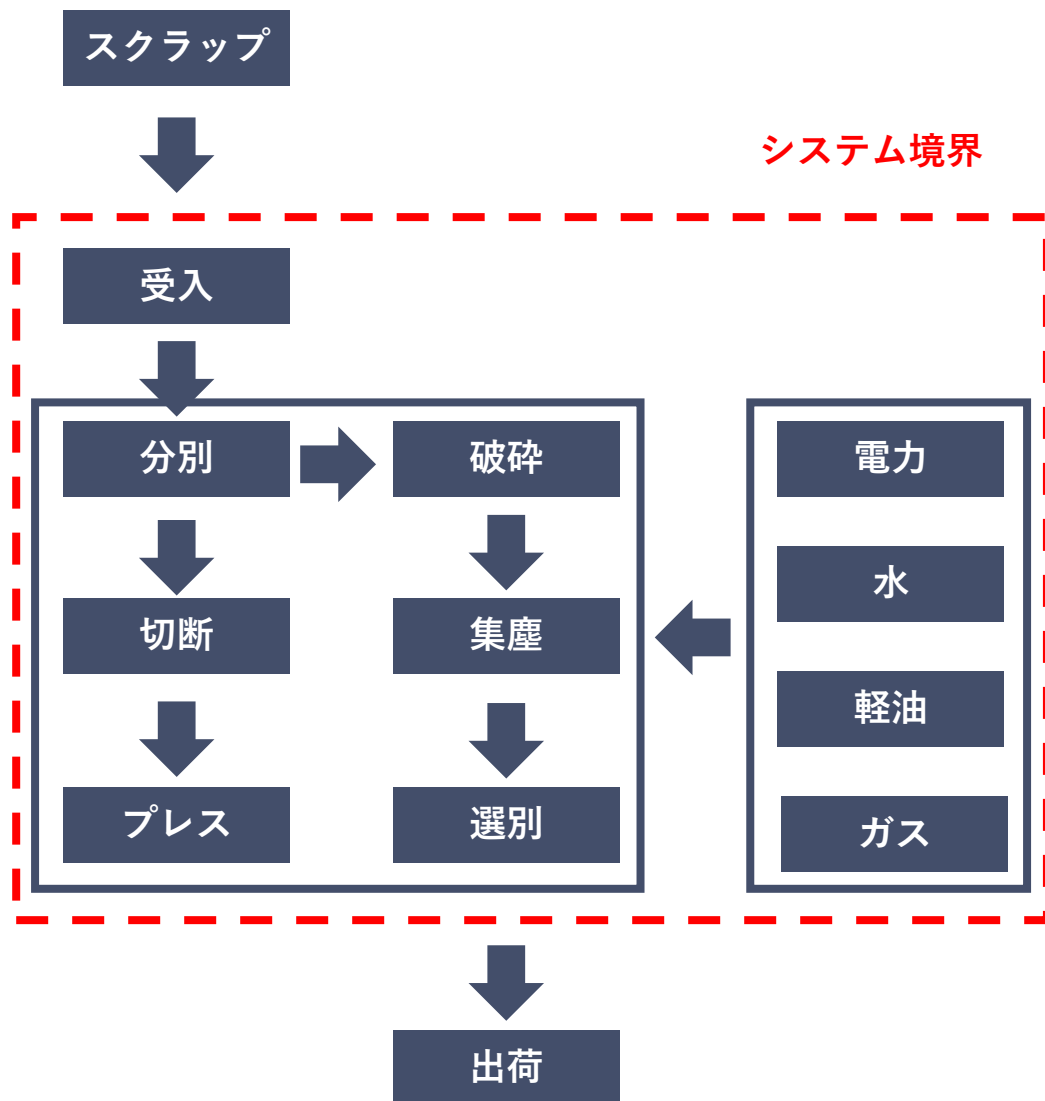 スクラップ
システム境界
受入
分別
破砕
電力
水
切断
集塵
軽油
プレス
選別
ガス
出荷